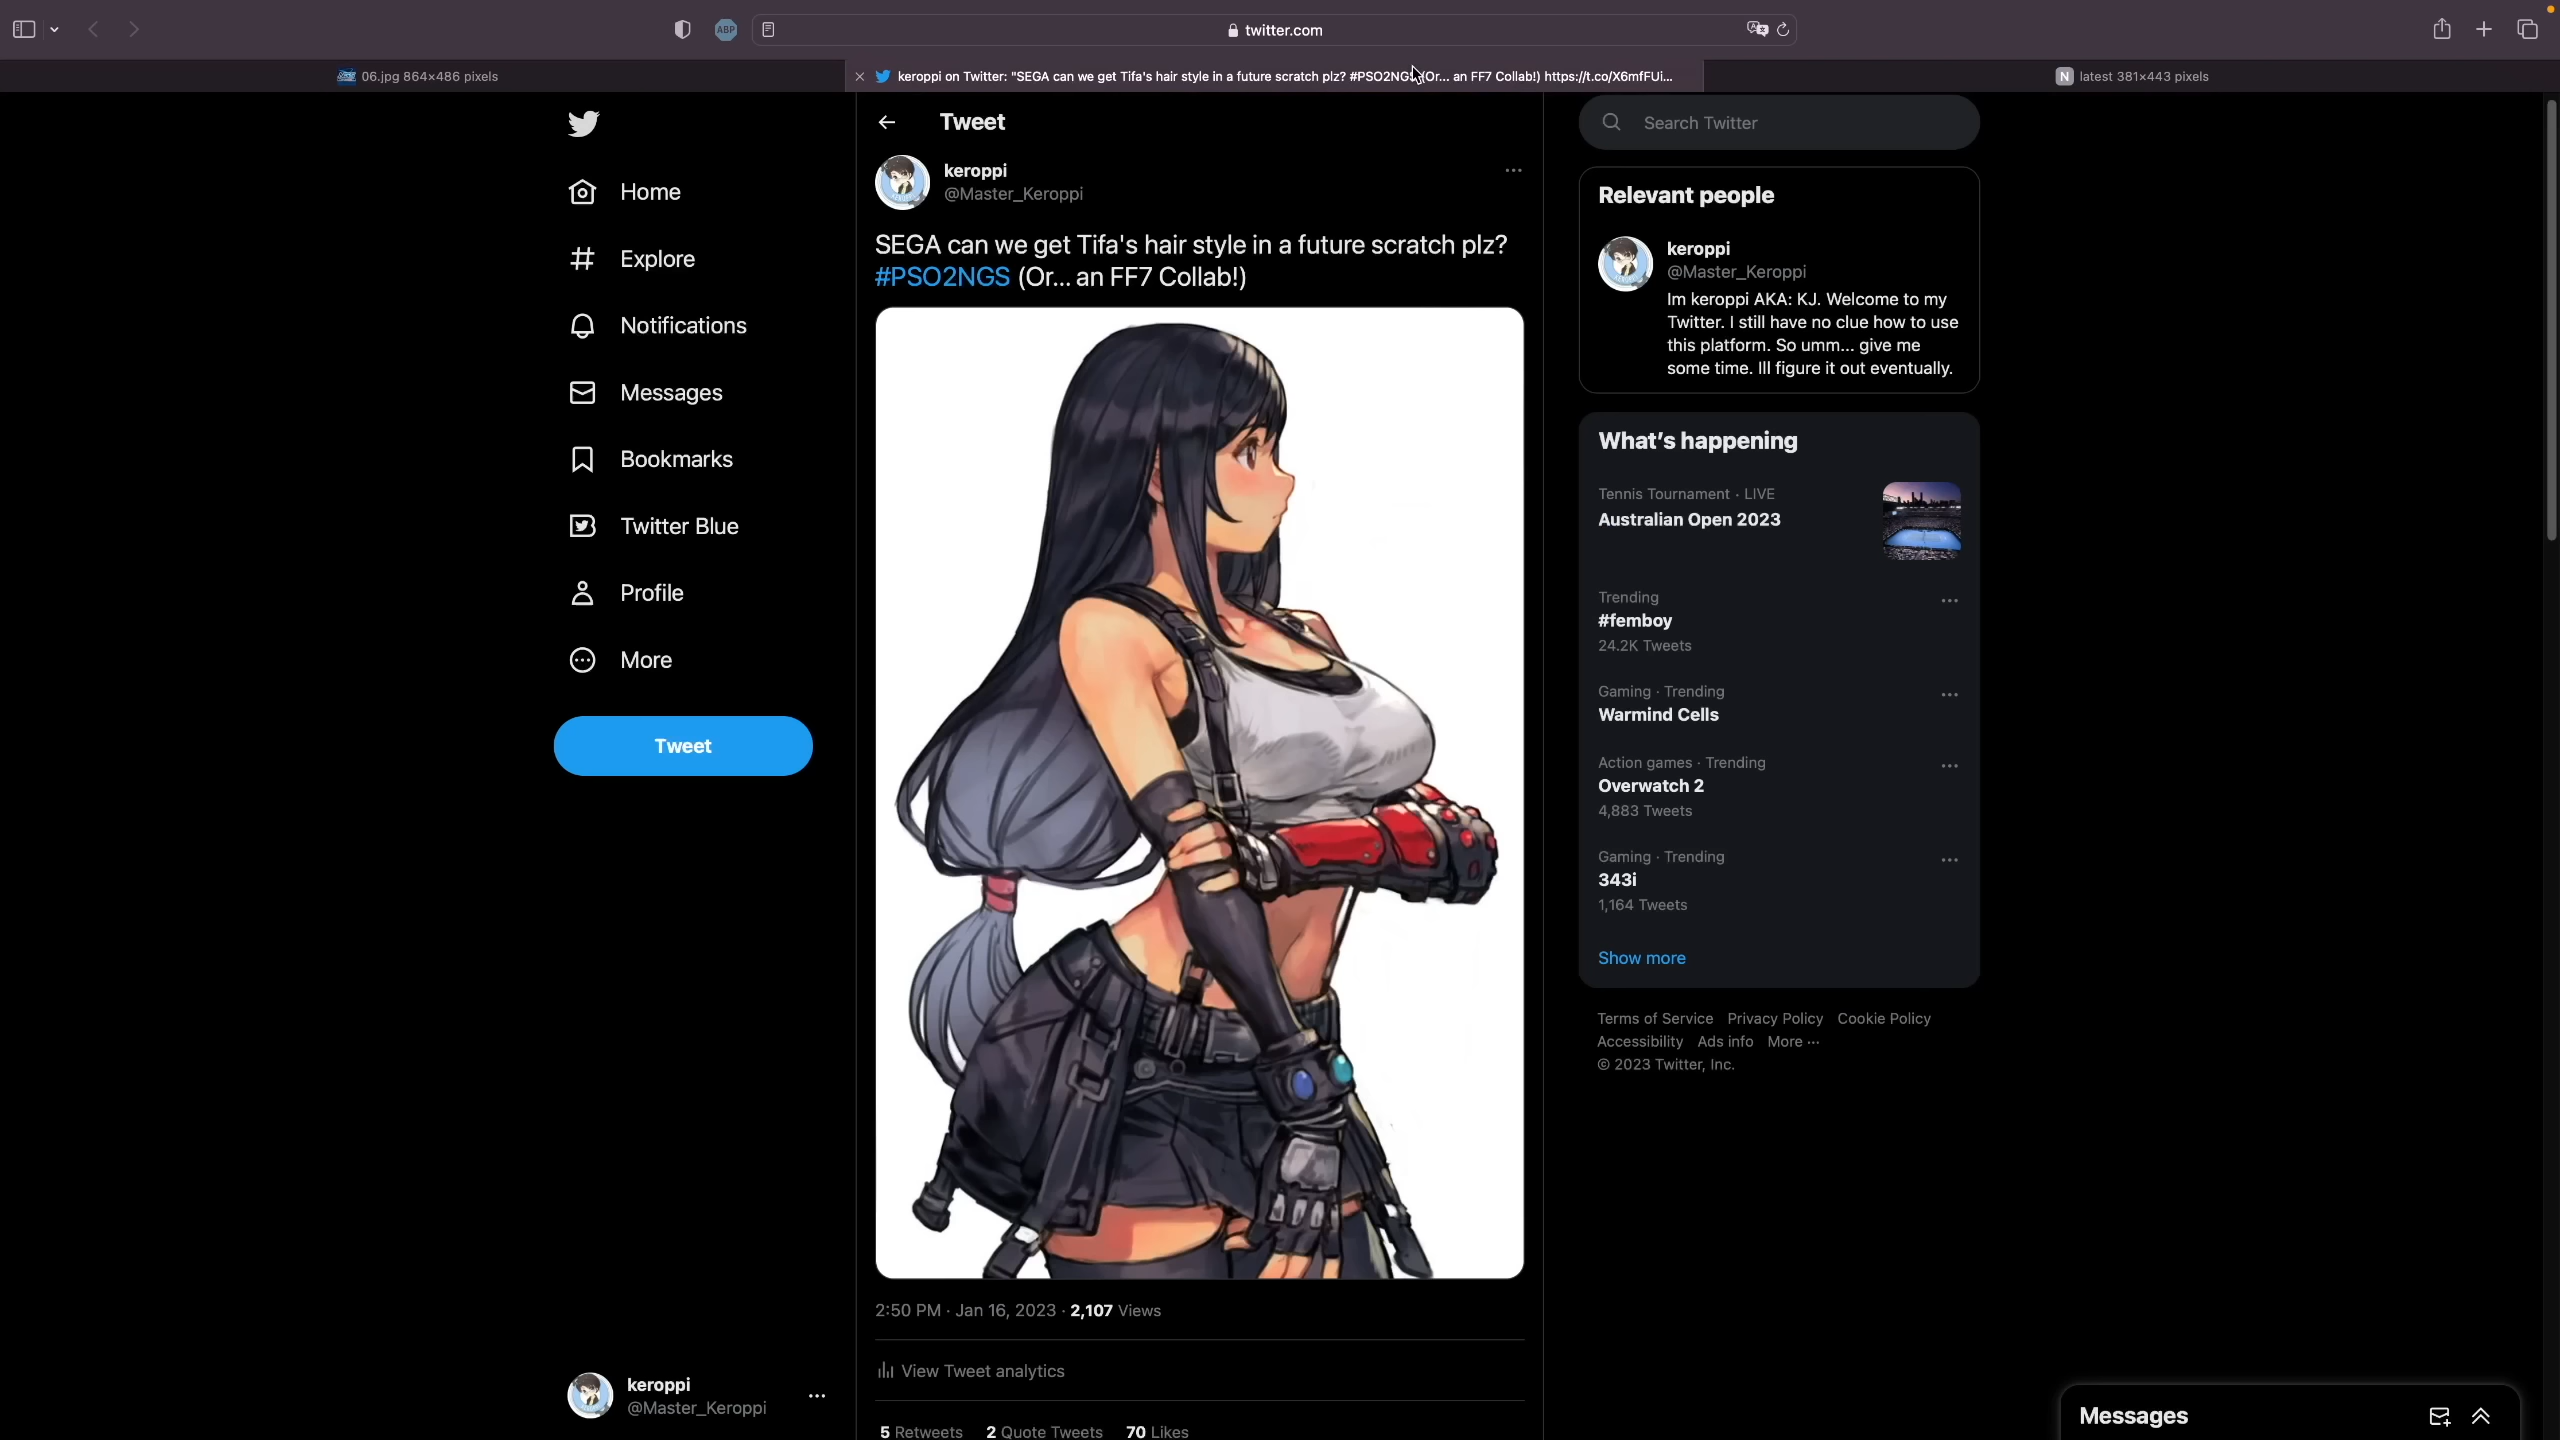 ABP
twitter.com
06.jpg 864×486 pixels
keroppi on Twitter: "SEGA can we get Tifa's hair style in a future scratch plz? #PSO2NGS (Or... an FF7 Collab!) https://t.co/X6mfFUi...
N latest 381×443 pixels
Home
Explore
Notifications
Messages
Bookmarks
Twitter Blue
Profile
More
Tweet
keroppi
@Master_Keroppi
Tweet
keroppi
@Master_Keroppi
SEGA can we get Tifa's hair style in a future scratch plz?
#PSO2NGS (Or... an FF7 Collab!)
2:50 PM · Jan 16, 2023 · 2,107 Views
View Tweet analytics
5 Retweets 2 Quote Tweets 70 Likes
Search Twitter
Relevant people
keroppi
@Master_Keroppi
Im keroppi AKA: KJ. Welcome to my
Twitter. I still have no clue how to use
this platform. So umm... give me
some time. Ill figure it out eventually.
What's happening
Tennis Tournament · LIVE
Australian Open 2023
Trending
#femboy
24.2K Tweets
Gaming · Trending
Warmind Cells
Action games · Trending
Overwatch 2
4,883 Tweets
Gaming · Trending
343i
1,164 Tweets
Show more
Terms of Service Privacy Policy Cookie Policy
Accessibility Ads info More ···
© 2023 Twitter, Inc.
Messages